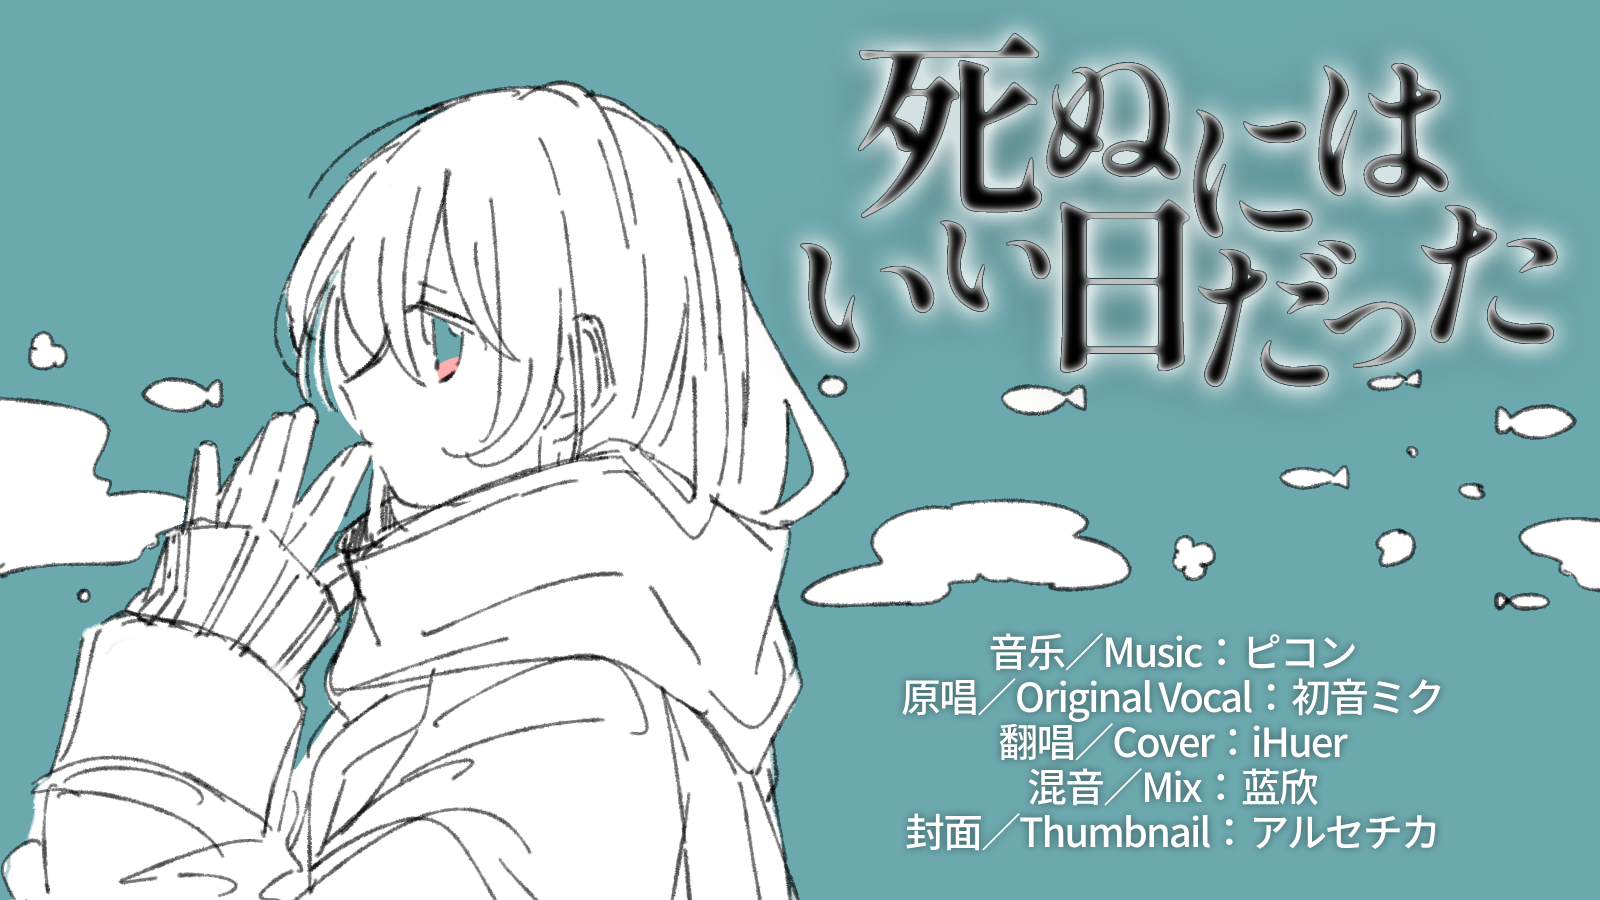 死ぬには
いい日だった
音乐／Music：ピコン
原唱／Original Vocal：初音ミク
翻唱／Cover：iHuer
混音／Mix：蓝欣
封面／Thumbnail：アルセチカ